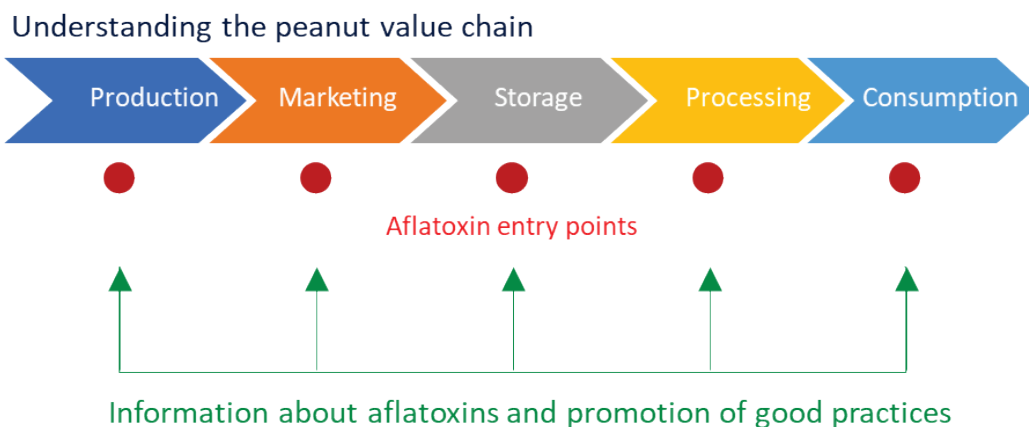 Understanding the peanut value chain
Production
Marketing
Storage
Processing
Consumption
Aflatoxin entry points
Information about aflatoxins and promotion of good practices